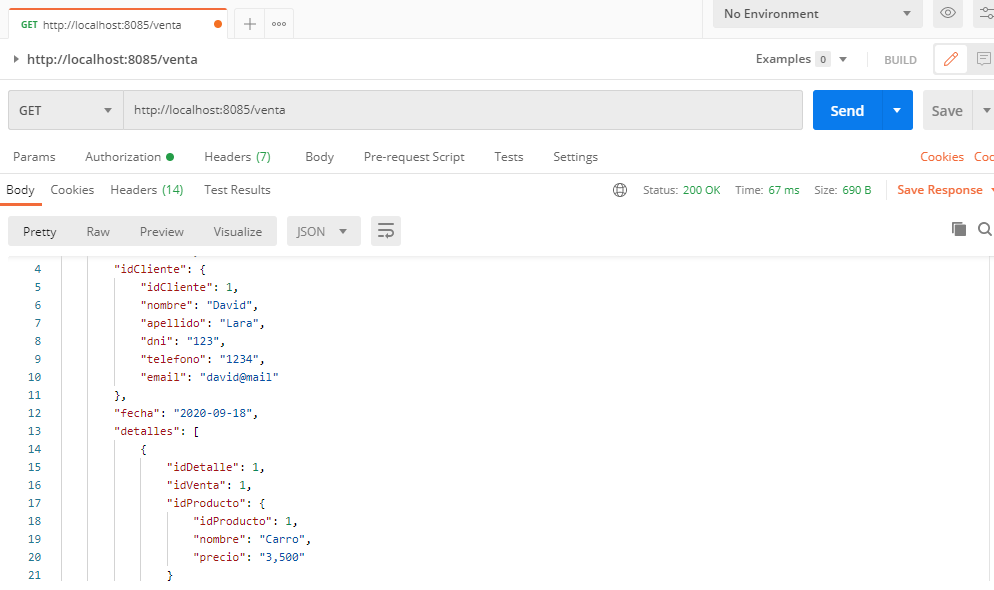 GET http://localhost:8085/venta
No Environment
http://localhost:8085/venta
Examples 0
BUILD
GET
http://localhost:8085/venta
Send
Save
Params Authorization Headers (7) Body Pre-request Script Tests Settings
Cookies
Body Cookies Headers (14) Test Results
Status: 200 OK Time: 67 ms Size: 690 B
Save Response
Pretty Raw Preview Visualize
JSON
4 "idCliente": {
5 "idCliente": 1,
6 "nombre": "David",
7 "apellido": "Lara",
8 "dni": "123",
9 "telefono": "1234",
10 "email": "david@mail"
11 },
12 "fecha": "2020-09-18",
13 "detalles": [
14 {
15 "idDetalle": 1,
16 "idVenta": 1,
17 "idProducto": {
18 "idProducto": 1,
19 "nombre": "Carro",
20 "precio": "3,500"
21 }